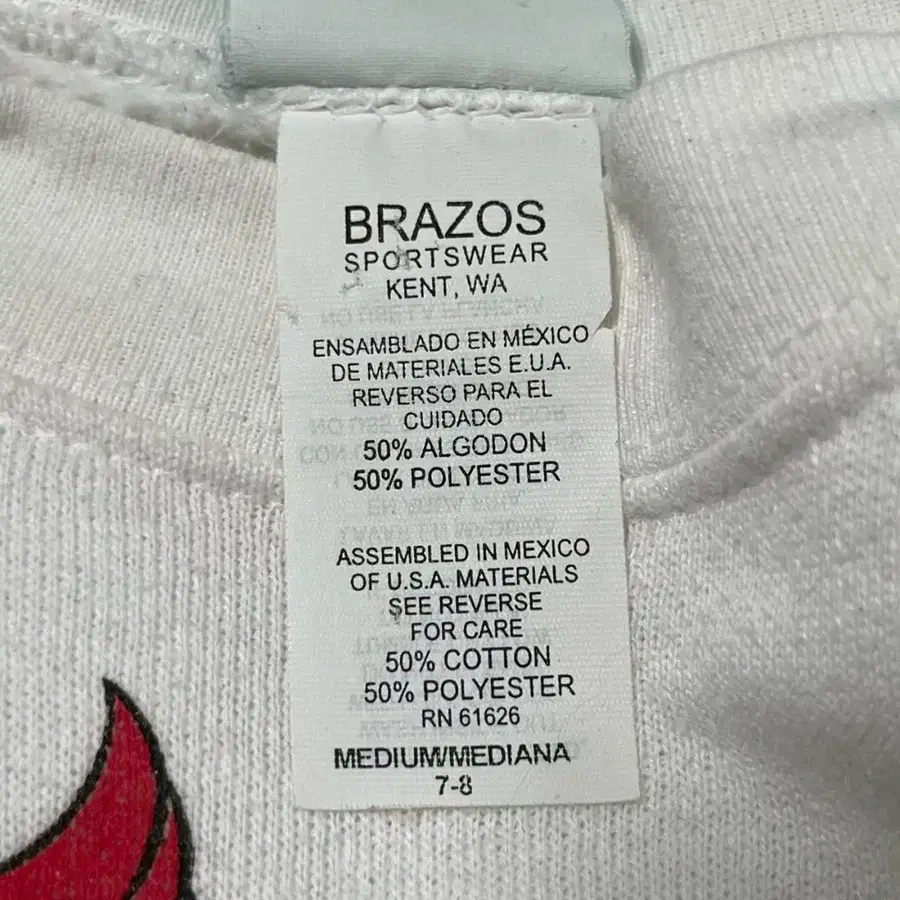 BRAZOS
SPORTSWEAR
KENT, WA
ENSAMBLADO EN MÉXICO
DE MATERIALES E.U.A.
REVERSO PARA EL
CUIDADO
50% ALGODON
50% POLYESTER
ASSEMBLED IN MEXICO
OF U.S.A. MATERIALS
SEE REVERSE
FOR CARE
50% COTTON
50% POLYESTER
RN 61626
MEDIUM/MEDIANA
7-8